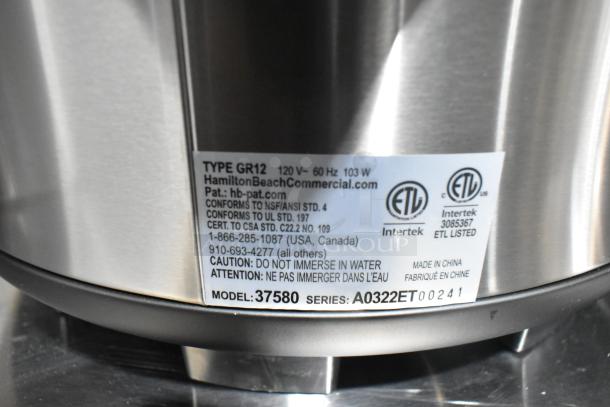 TYPE GR12 120 V~ 60 Hz 103 W
HamiltonBeachCommercial.com
Pat.: hb-pat.com
CONFORMS TO NSF/ANSI STD. 4
CONFORMS TO UL STD. 197
CERT. TO CSA STD. C22.2 NO. 109
1-866-285-1087 (USA, Canada)
910-693-4277 (all others)
CAUTION: DO NOT IMMERSE IN WATER
ATTENTION: NE PAS IMMERGER DANS L'EAU
MODEL: 37580 SERIES: A0322ET00241
ETL
Intertek
C ETL US
Intertek
3085367
ETL LISTED
MADE IN CHINA
FABRIQUÉ EN CHINE
GROUP